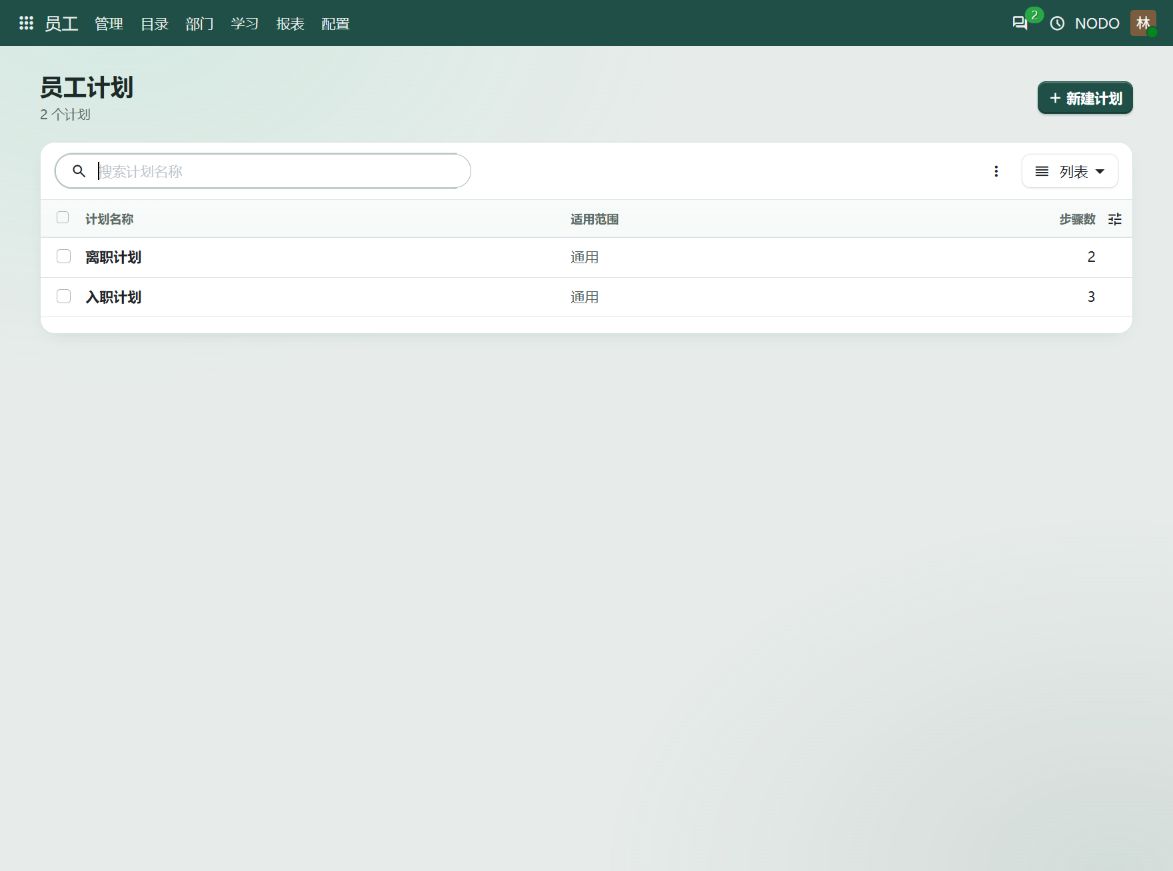 员工 管理 目录 部门 学习 报表 配置 2 NODO 林
员工计划
2 个计划
+ 新建计划
搜索计划名称 列表
计划名称 适用范围 步骤数
离职计划 通用 2
入职计划 通用 3